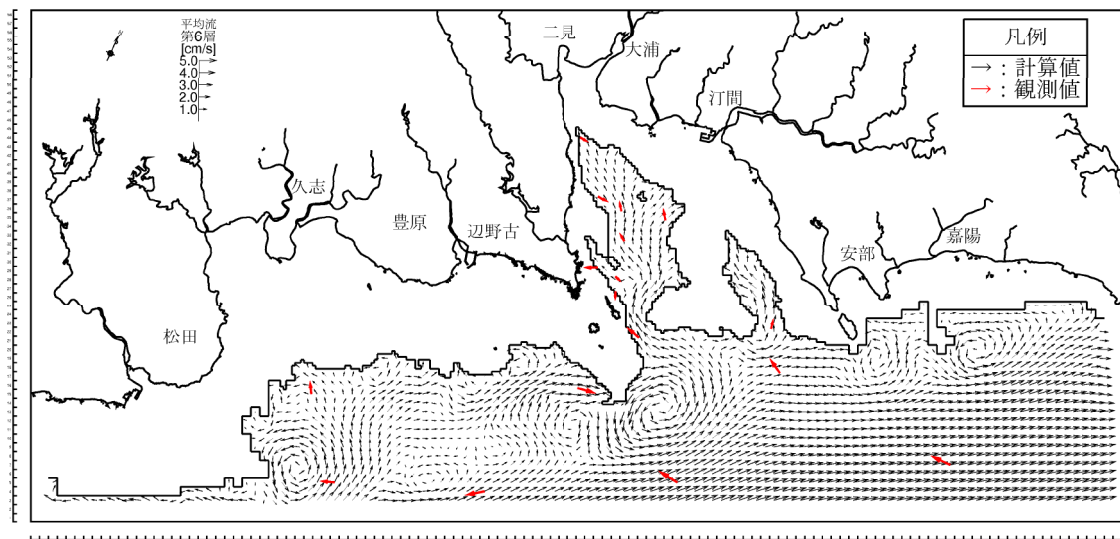 平均流
第6層
[cm/s]
5.0
4.0
3.0
2.0
1.0
二見
大浦
汀間
久志
豊原
辺野古
安部
嘉陽
松田
凡例
→ : 計算値
→ : 観測値